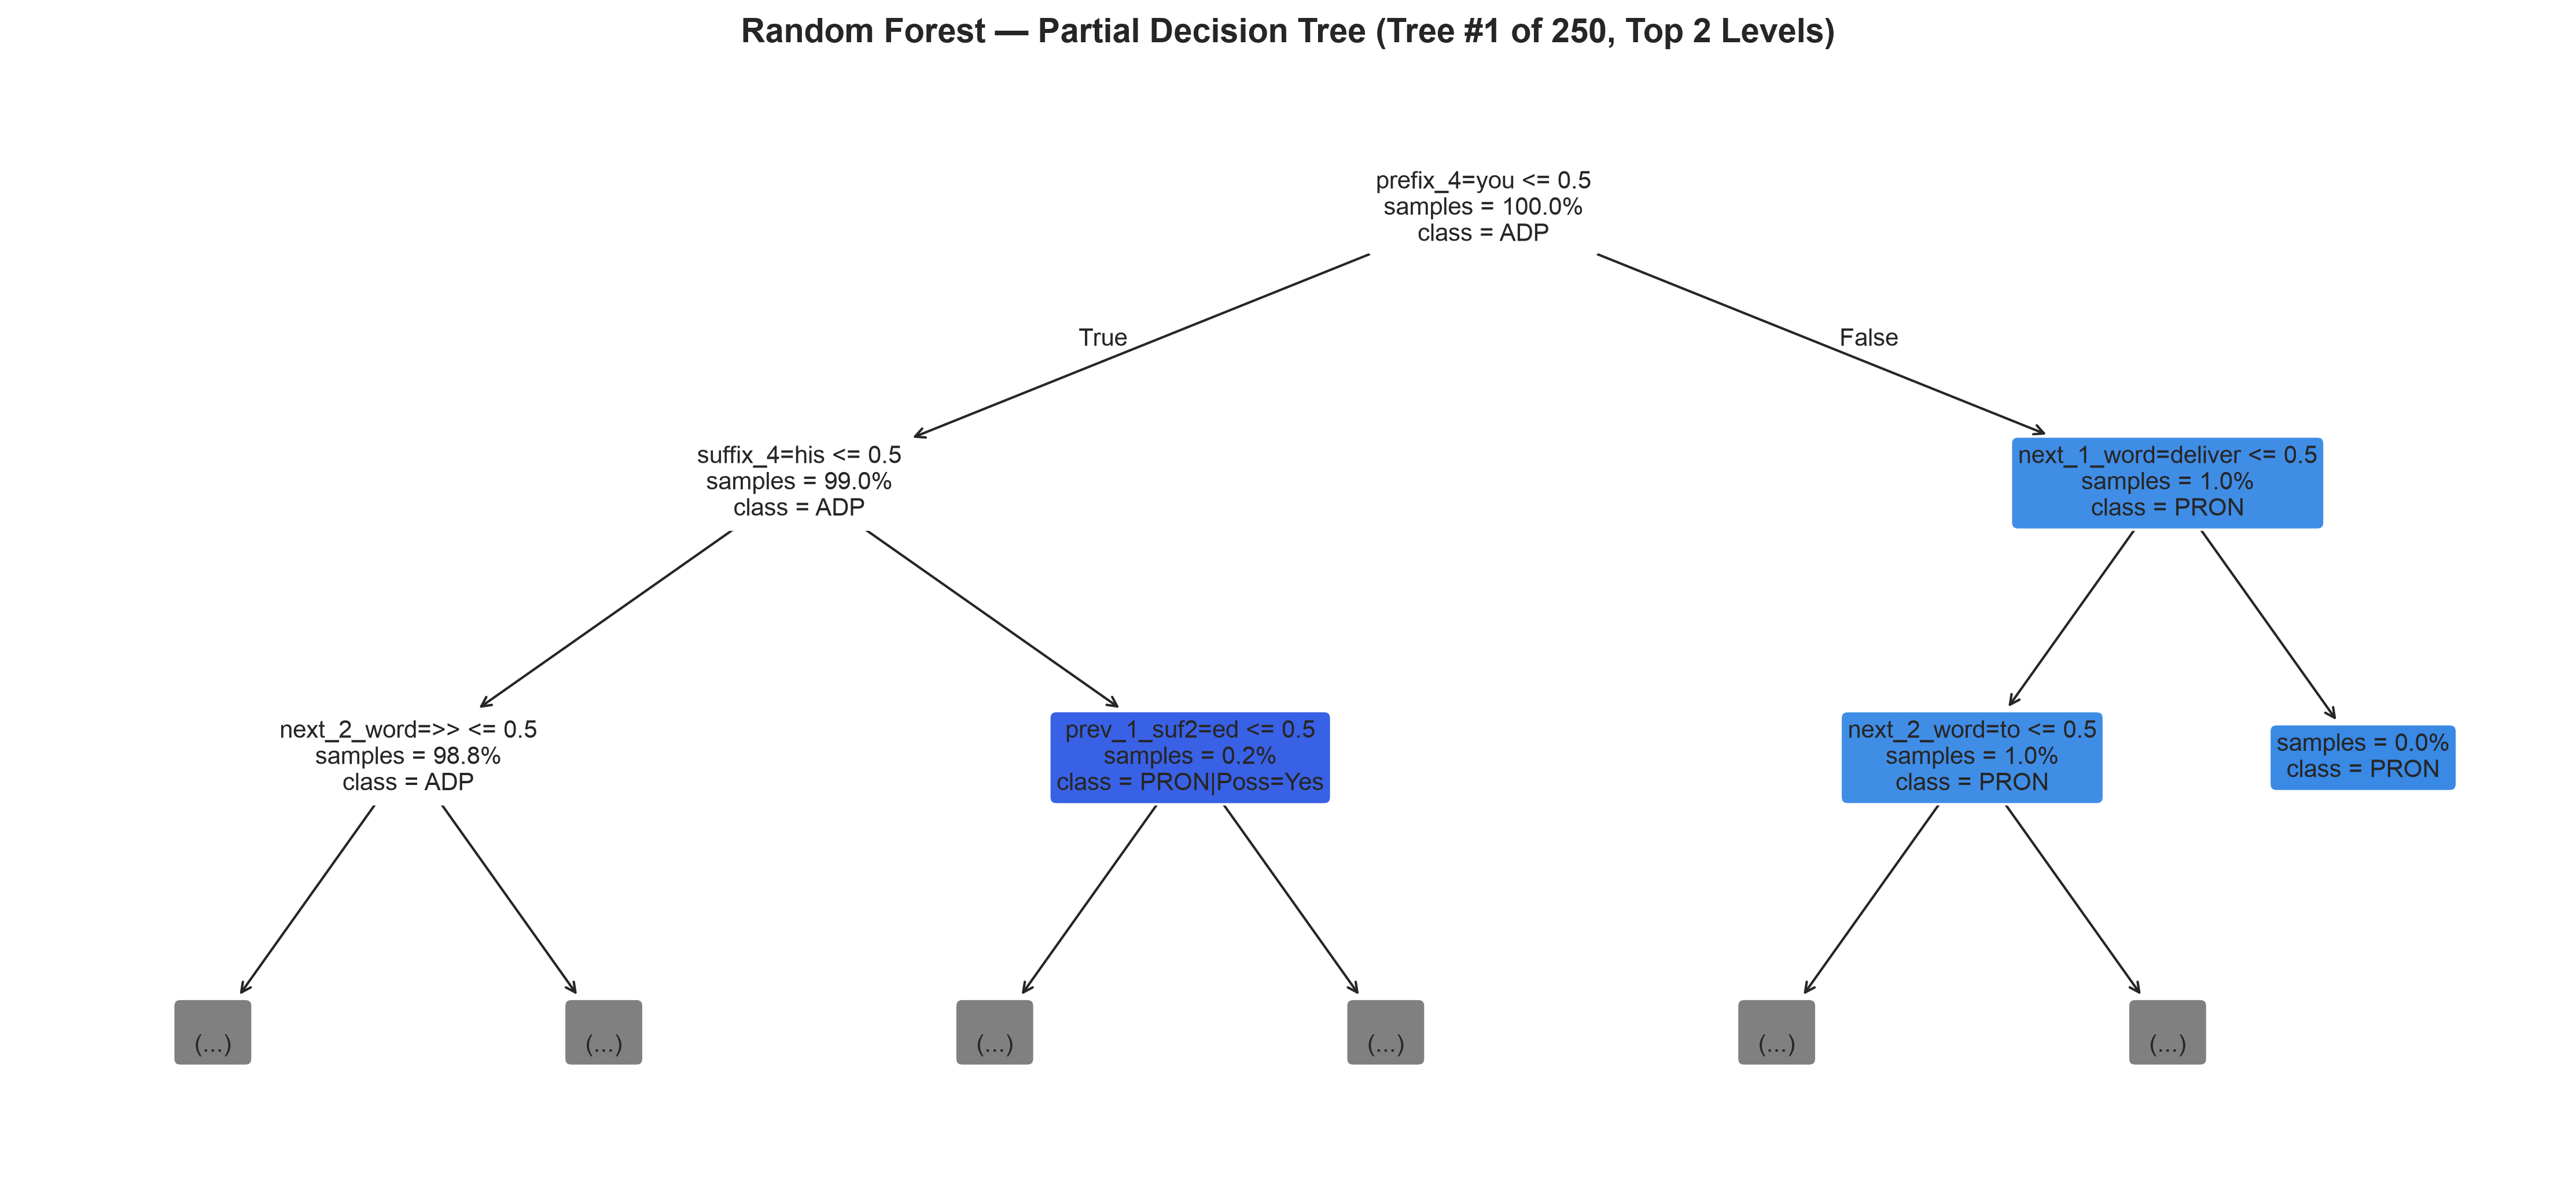 Random Forest — Partial Decision Tree (Tree #1 of 250, Top 2 Levels)
prefix_4=you <= 0.5
samples = 100.0%
class = ADP
True
False
suffix_4=his <= 0.5
samples = 99.0%
class = ADP
next_1_word=deliver <= 0.5
samples = 1.0%
class = PRON
next_2_word=>> <= 0.5
samples = 98.8%
class = ADP
prev_1_suf2=ed <= 0.5
samples = 0.2%
class = PRON|Poss=Yes
next_2_word=to <= 0.5
samples = 1.0%
class = PRON
samples = 0.0%
class = PRON
(...)
(...)
(...)
(...)
(...)
(...)